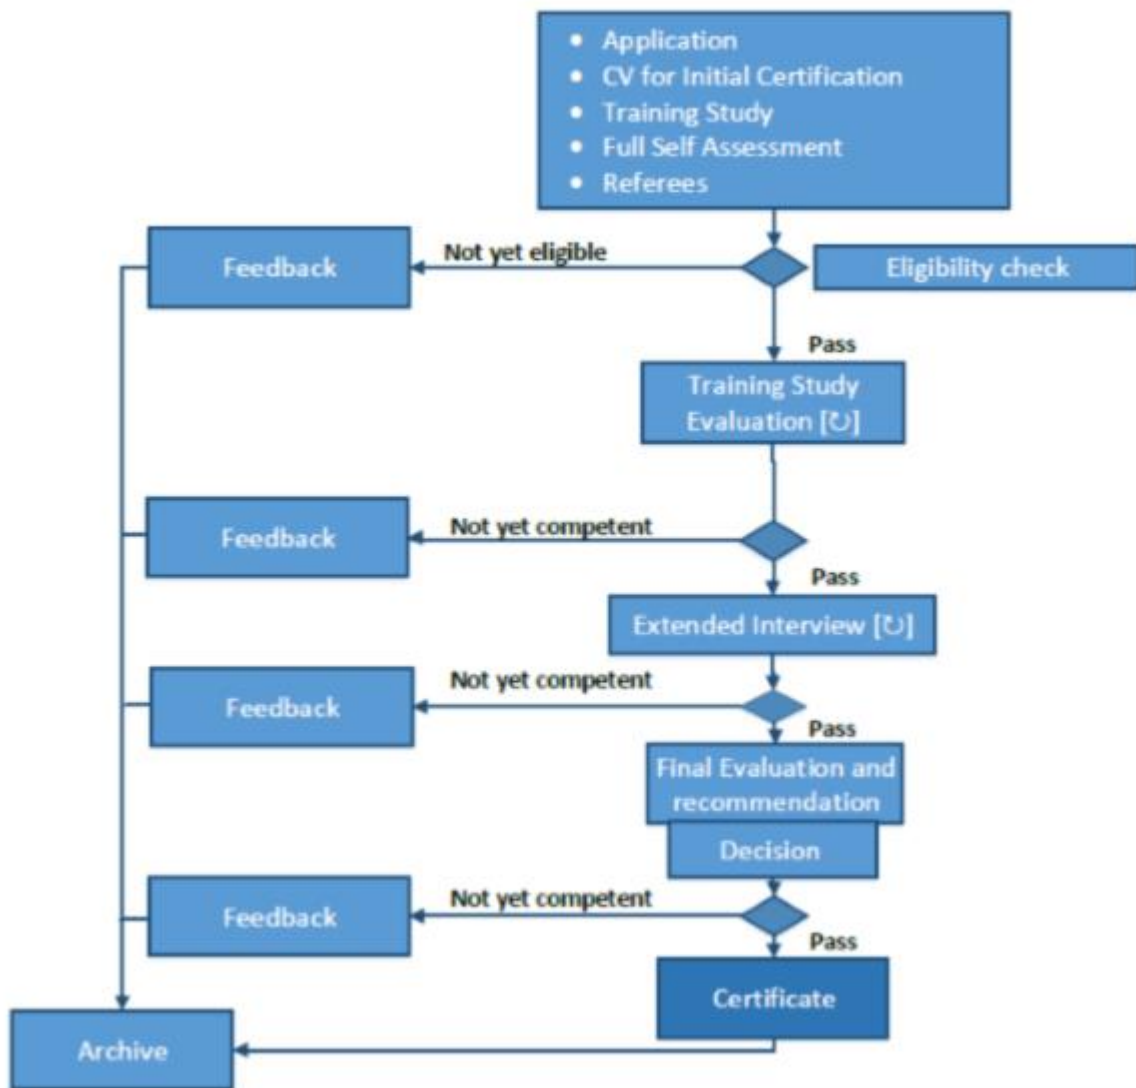 • Application
• CV for Initial Certification
• Training Study
• Full Self Assessment
• Referees
Feedback
Not yet eligible
Eligibility check
Pass
Training Study
Evaluation [↻]
Feedback
Not yet competent
Pass
Extended Interview [↻]
Feedback
Not yet competent
Pass
Final Evaluation and
recommendation
Decision
Feedback
Not yet competent
Pass
Certificate
Archive